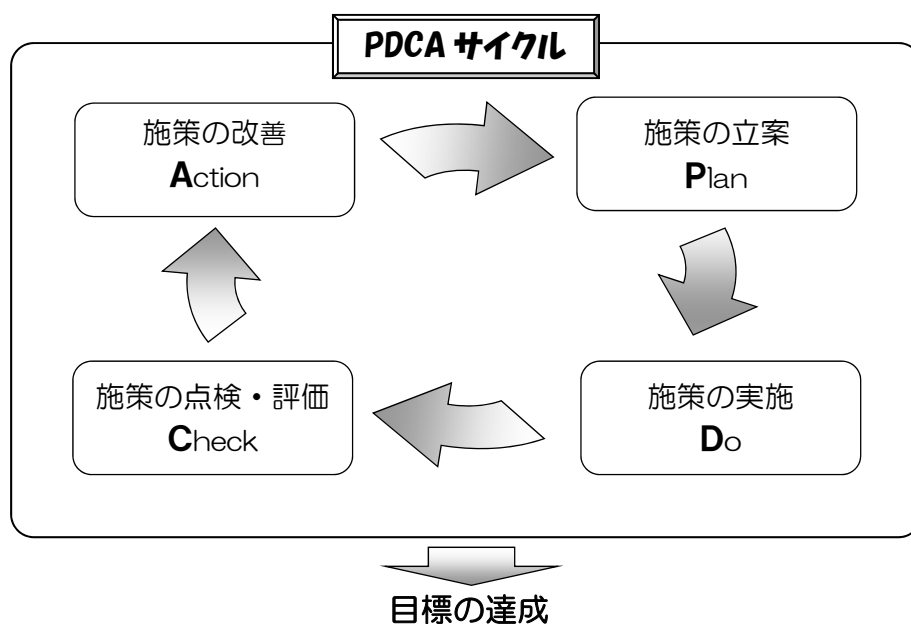 PDCA サイクル
施策の改善
Action
施策の立案
Plan
施策の点検・評価
Check
施策の実施
Do
目標の達成